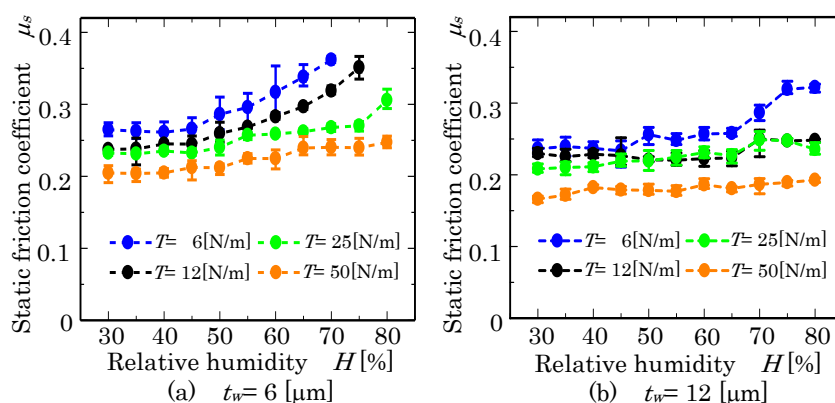 Static friction coefficient μs
0.4
0.3
0.2
0.1
0
T= 6[N/m]
T= 25[N/m]
T= 12[N/m]
T= 50[N/m]
30 40 50 60 70 80
Relative humidity H[%]
(a) tw= 6 [μm]
Static friction coefficient μs
0.4
0.3
0.2
0.1
0
T= 6[N/m]
T= 25[N/m]
T= 12[N/m]
T= 50[N/m]
30 40 50 60 70 80
Relative humidity H[%]
(b) tw= 12 [μm]